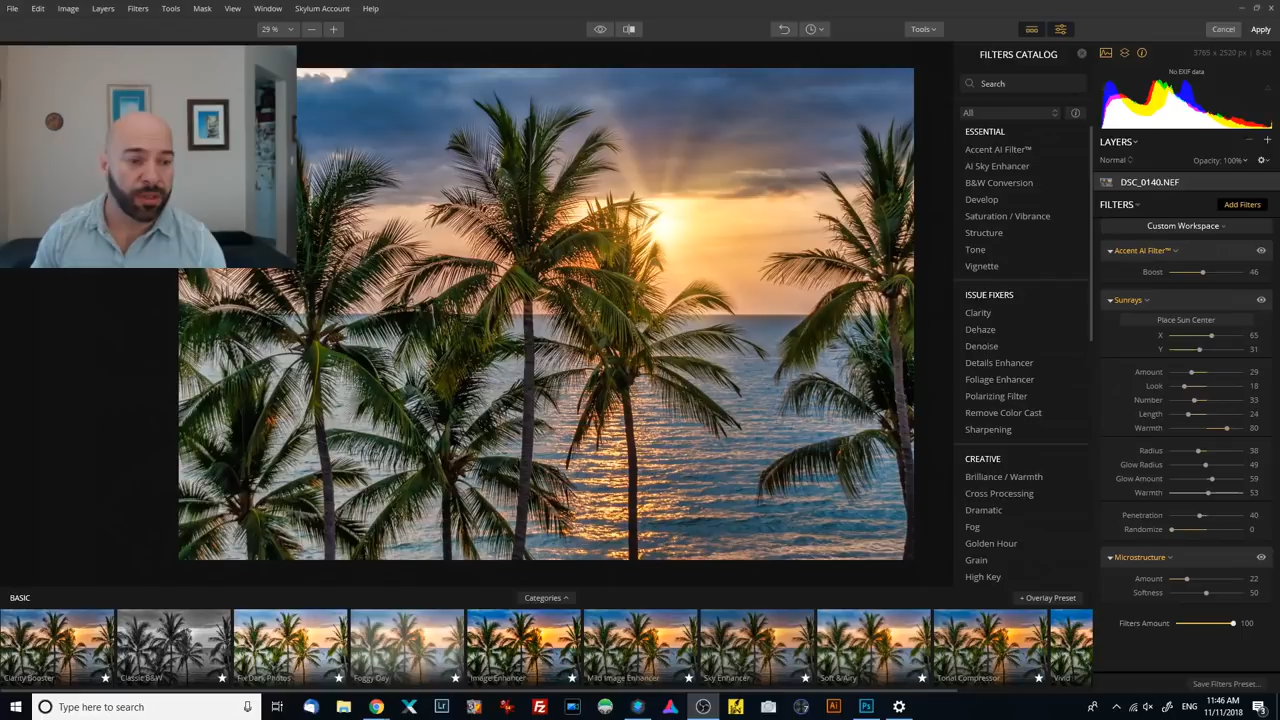 File Edit Image Layers Filters Tools Mask View Window Skylum Account Help
29 %
Tools
Cancel Apply
FILTERS CATALOG
3765 x 2520 px 8-bit
No EXIF data
Search
All
ESSENTIAL
Accent AI Filter™
AI Sky Enhancer
B&W Conversion
Develop
Saturation / Vibrance
Structure
Tone
Vignette
ISSUE FIXERS
Clarity
Dehaze
Denoise
Details Enhancer
Foliage Enhancer
Polarizing Filter
Remove Color Cast
Sharpening
CREATIVE
Brilliance / Warmth
Cross Processing
Dramatic
Fog
Golden Hour
Grain
High Key
LAYERS
Normal Opacity: 100%
DSC_0140.NEF
FILTERS Add Filters
Custom Workspace
Accent AI Filter™
Boost 46
Sunrays
Place Sun Center
X 65
Y 31
Amount 29
Look 18
Number 33
Length 24
Warmth 80
Radius 38
Glow Radius 49
Glow Amount 59
Warmth 53
Penetration 40
Randomize 0
Microstructure
Amount 22
Softness 50
Filters Amount 100
Save Filters Preset...
BASIC Categories + Overlay Preset
Clarity Booster Classic B&W Fix Dark Photos Foggy Day Image Enhancer Mild Image Enhancer Sky Enhancer Soft & Airy Tonal Compressor Vivid
Type here to search
11:46 AM
11/11/2018